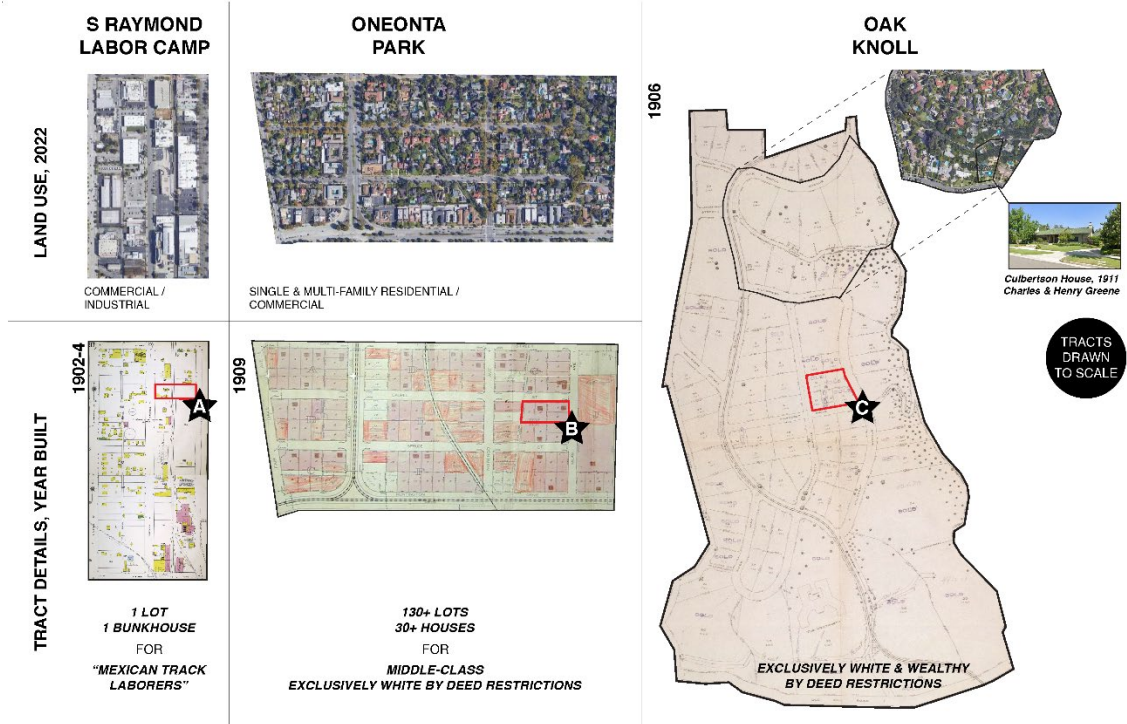 S RAYMOND
LABOR CAMP
ONEONTA
PARK
OAK
KNOLL
LAND USE, 2022
COMMERCIAL /
INDUSTRIAL
SINGLE & MULTI-FAMILY RESIDENTIAL /
COMMERCIAL
1906
Culbertson House, 1911
Charles & Henry Greene
TRACTS
DRAWN
TO SCALE
TRACT DETAILS, YEAR BUILT
1902-4
A
1909
B
C
1 LOT
1 BUNKHOUSE
FOR
"MEXICAN TRACK
LABORERS"
130+ LOTS
30+ HOUSES
FOR
MIDDLE-CLASS
EXCLUSIVELY WHITE BY DEED RESTRICTIONS
EXCLUSIVELY WHITE & WEALTHY
BY DEED RESTRICTIONS